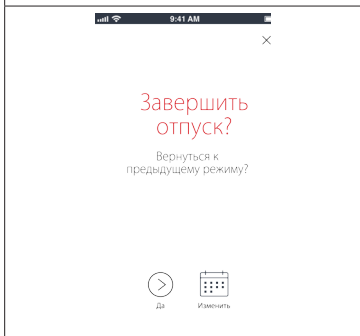 9:41 AM
Завершить
отпуск?
Вернуться к
предыдущему режиму?
Да
Изменить